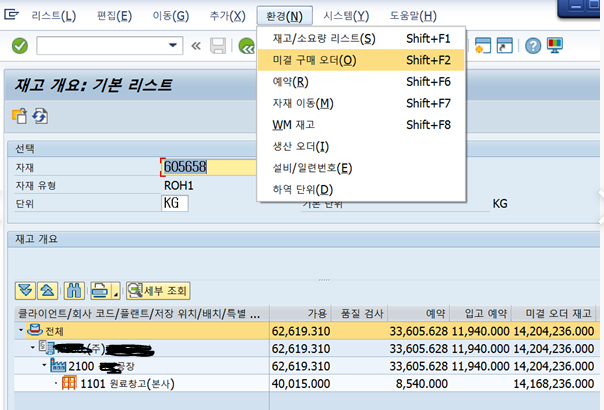 리스트(L) 편집(E) 이동(G) 추가(X) 환경(N) 시스템(Y) 도움말(H)
재고/소요량 리스트(S) Shift+F1
미결 구매 오더(O) Shift+F2
예약(R) Shift+F6
자재 이동(M) Shift+F7
WM 재고 Shift+F8
생산 오더(I)
설비/일련번호(E)
하역 단위(D)
재고 개요: 기본 리스트
선택
자재 605658
자재 유형 ROH1
단위 KG 기본 단위 KG
재고 개요
세부 조회
클라이언트/회사 코드/플랜트/저장 위치/배치/특별 ... 가용 품질 검사 예약 입고 예약 미결 오더 재고
전체 62,619.310 33,605.628 11,940.000 14,204,236.000
(주) 62,619.310 33,605.628 11,940.000 14,204,236.000
2100 공장 62,619.310 33,605.628 11,940.000 14,204,236.000
1101 원료창고(본사) 40,015.000 8,540.000 14,168,236.000